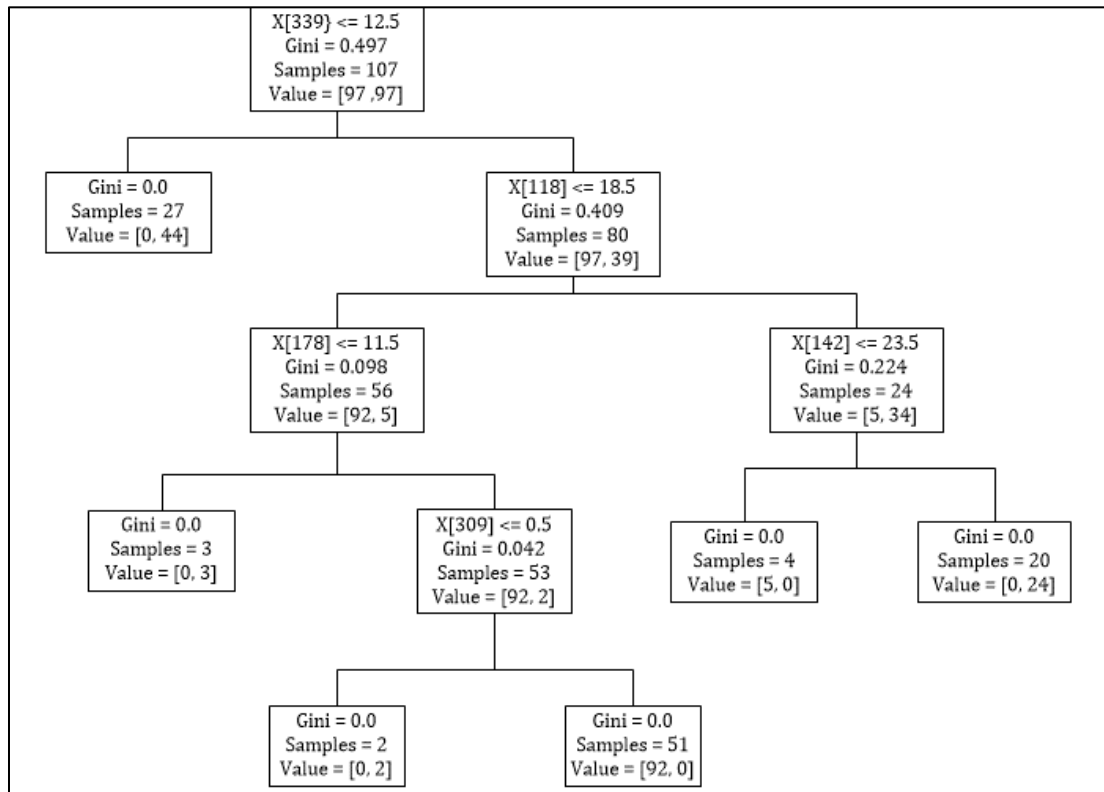 X[339} <= 12.5
Gini = 0.497
Samples = 107
Value = [97 ,97]
Gini = 0.0
Samples = 27
Value = [0, 44]
X[118] <= 18.5
Gini = 0.409
Samples = 80
Value = [97, 39]
X[178] <= 11.5
Gini = 0.098
Samples = 56
Value = [92, 5]
X[142] <= 23.5
Gini = 0.224
Samples = 24
Value = [5, 34]
Gini = 0.0
Samples = 3
Value = [0, 3]
X[309] <= 0.5
Gini = 0.042
Samples = 53
Value = [92, 2]
Gini = 0.0
Samples = 4
Value = [5, 0]
Gini = 0.0
Samples = 20
Value = [0, 24]
Gini = 0.0
Samples = 2
Value = [0, 2]
Gini = 0.0
Samples = 51
Value = [92, 0]